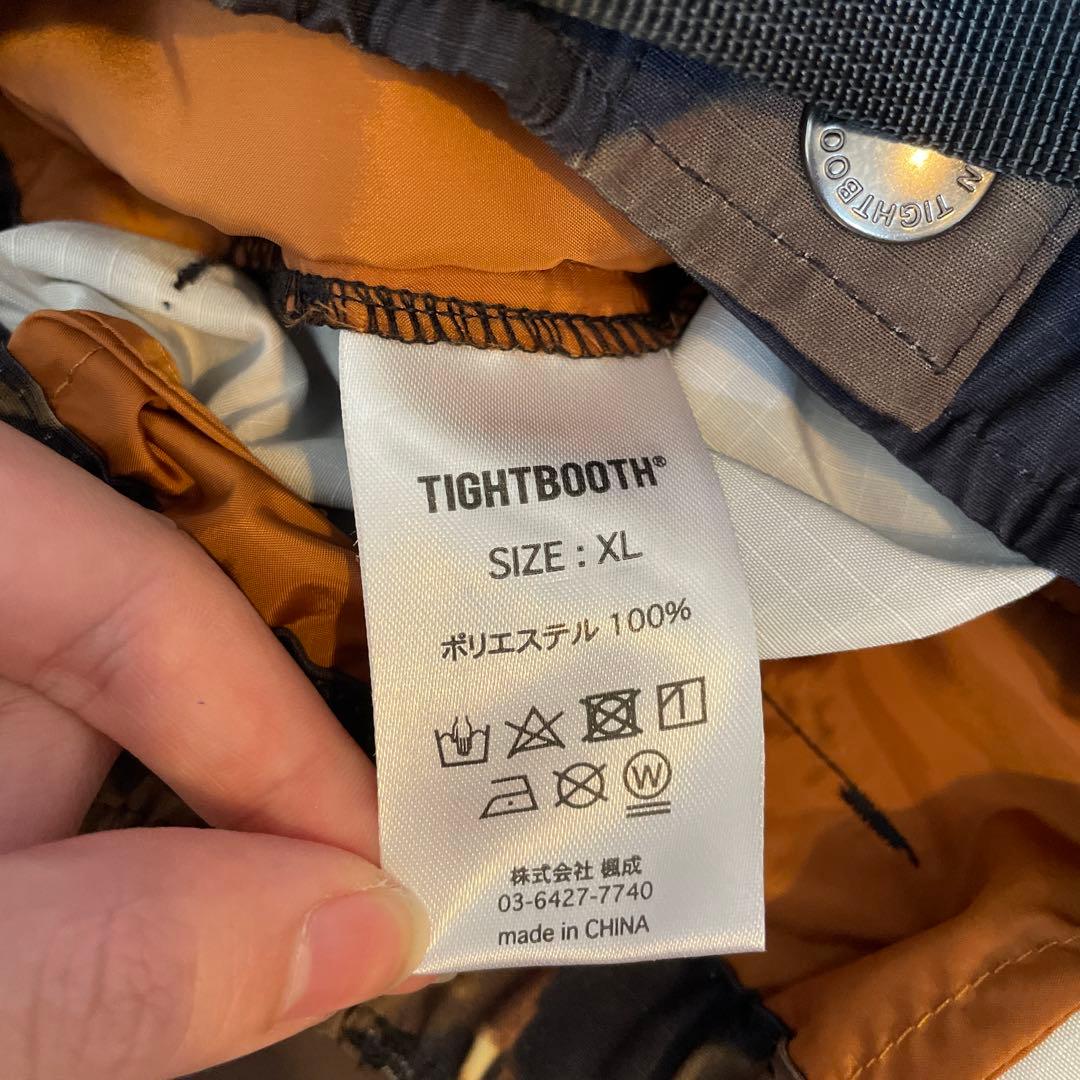 N TIGHTBOO
TIGHTBOOTH®
SIZE : XL
ポリエステル 100%
W
株式会社 楓成
03-6427-7740
made in CHINA